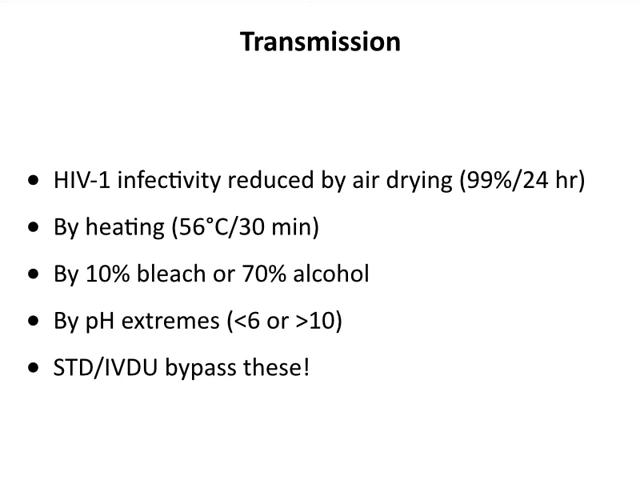 Transmission
● HIV-1 infectivity reduced by air drying (99%/24 hr)
● By heating (56°C/30 min)
● By 10% bleach or 70% alcohol
● By pH extremes (<6 or >10)
● STD/IVDU bypass these!